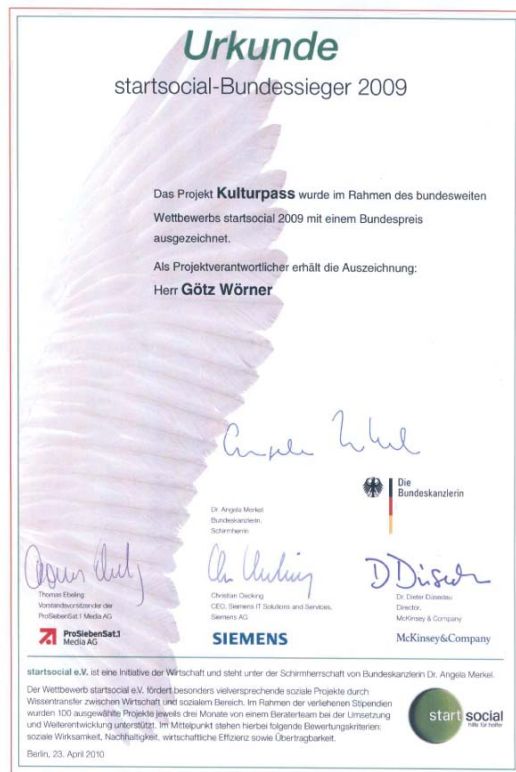 Urkunde
startsocial-Bundessieger 2009
Das Projekt Kulturpass wurde im Rahmen des bundesweiten
Wettbewerbs startsocial 2009 mit einem Bundespreis
ausgezeichnet.
Als Projektverantwortlicher erhält die Auszeichnung:
Herr Götz Wörner
Die
Bundeskanzlerin
Dr. Angela Merkel
Bundeskanzlerin,
Schirmherrin
Thomas Ebeling
Vorstandsvorsitzender der
ProSiebenSat.1 Media AG
ProSiebenSat.1
Media AG
Christian Oecking
CEO, Siemens IT Solutions and Services,
Siemens AG
SIEMENS
Dr. Dieter Düsedau
Director,
McKinsey & Company
McKinsey&Company
startsocial e.V. ist eine Initiative der Wirtschaft und steht unter der Schirmherrschaft von Bundeskanzlerin Dr. Angela Merkel.
Der Wettbewerb startsocial e.V. fördert besonders vielversprechende soziale Projekte durch
Wissentransfer zwischen Wirtschaft und sozialem Bereich. Im Rahmen der verliehenen Stipendien
wurden 100 ausgewählte Projekte jeweils drei Monate von einem Beraterteam bei der Umsetzung
und Weiterentwicklung unterstützt. Im Mittelpunkt stehen hierbei folgende Bewertungskriterien:
soziale Wirksamkeit, Nachhaltigkeit, wirtschaftliche Effizienz sowie Übertragbarkeit.
Berlin, 23. April 2010
start social
hilfe für helfer